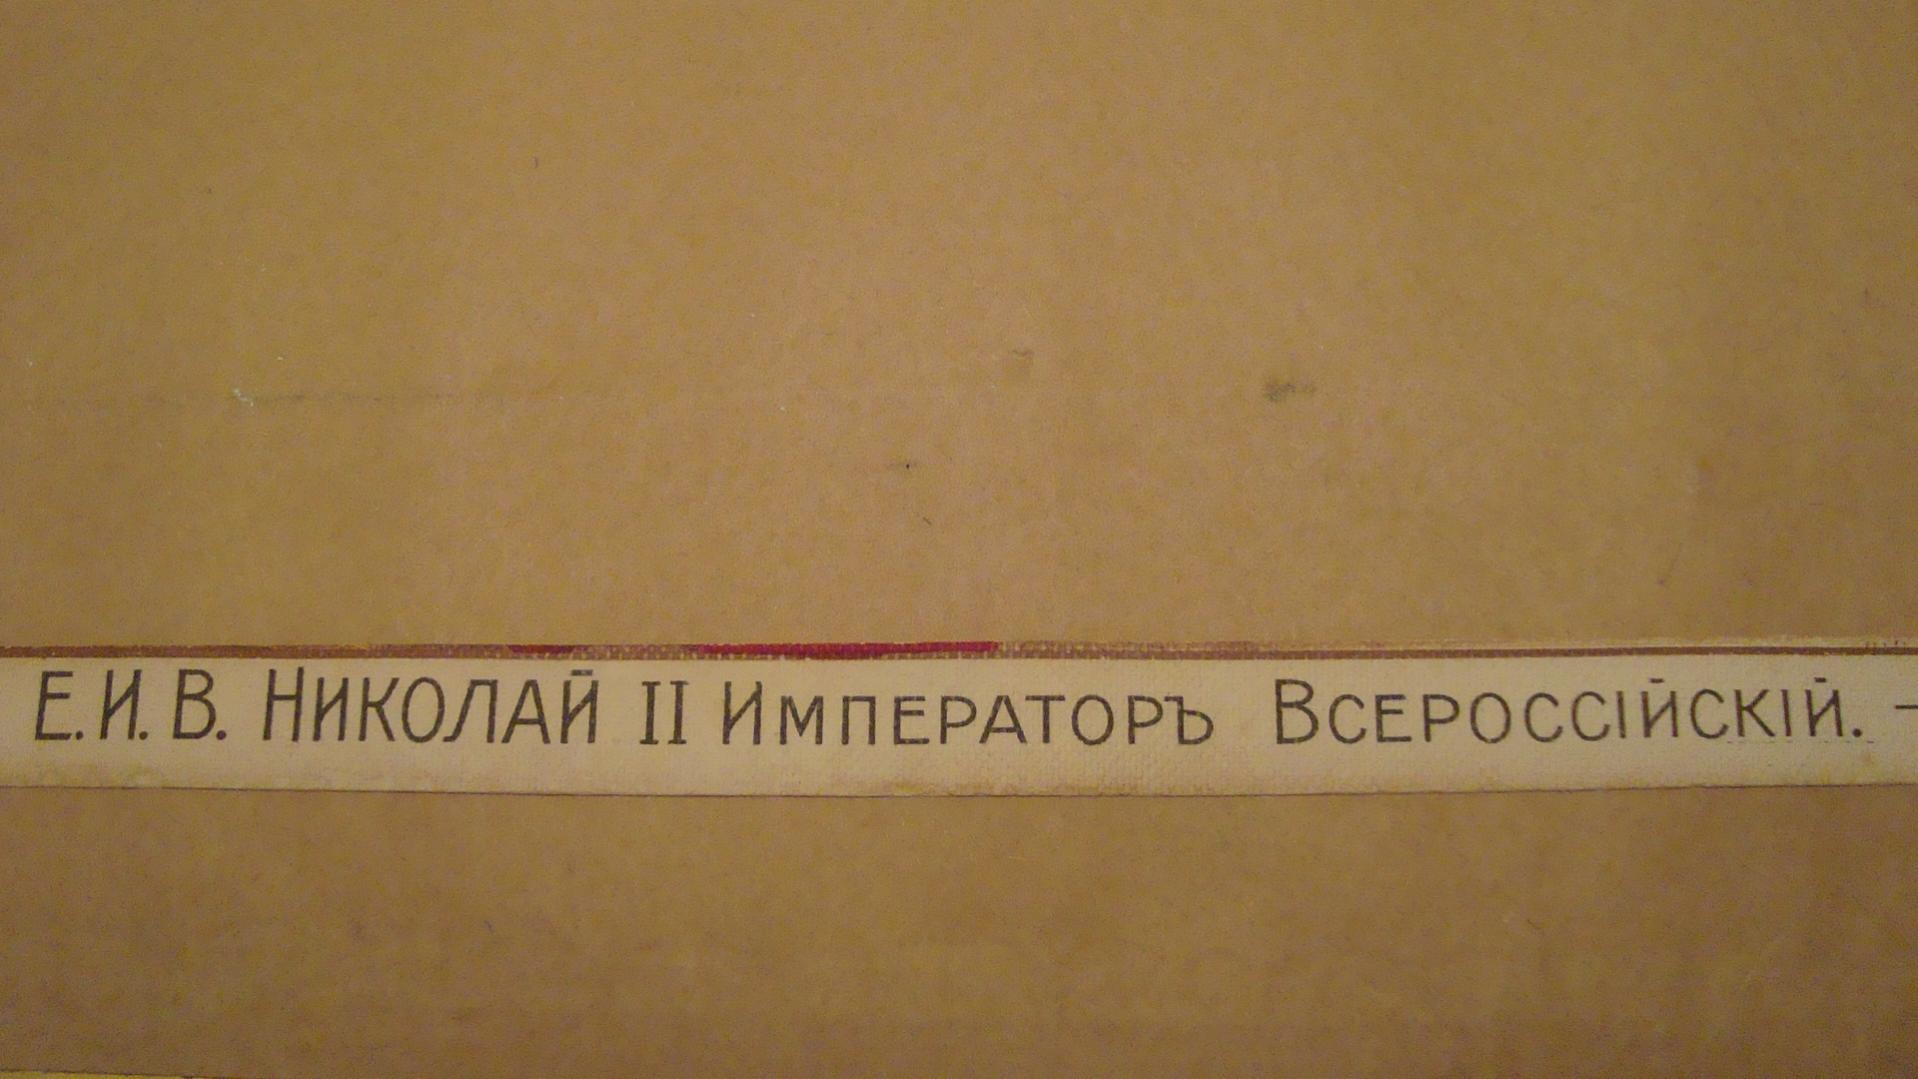 Е.И.В. Николай II Императоръ Всероссійскій. –